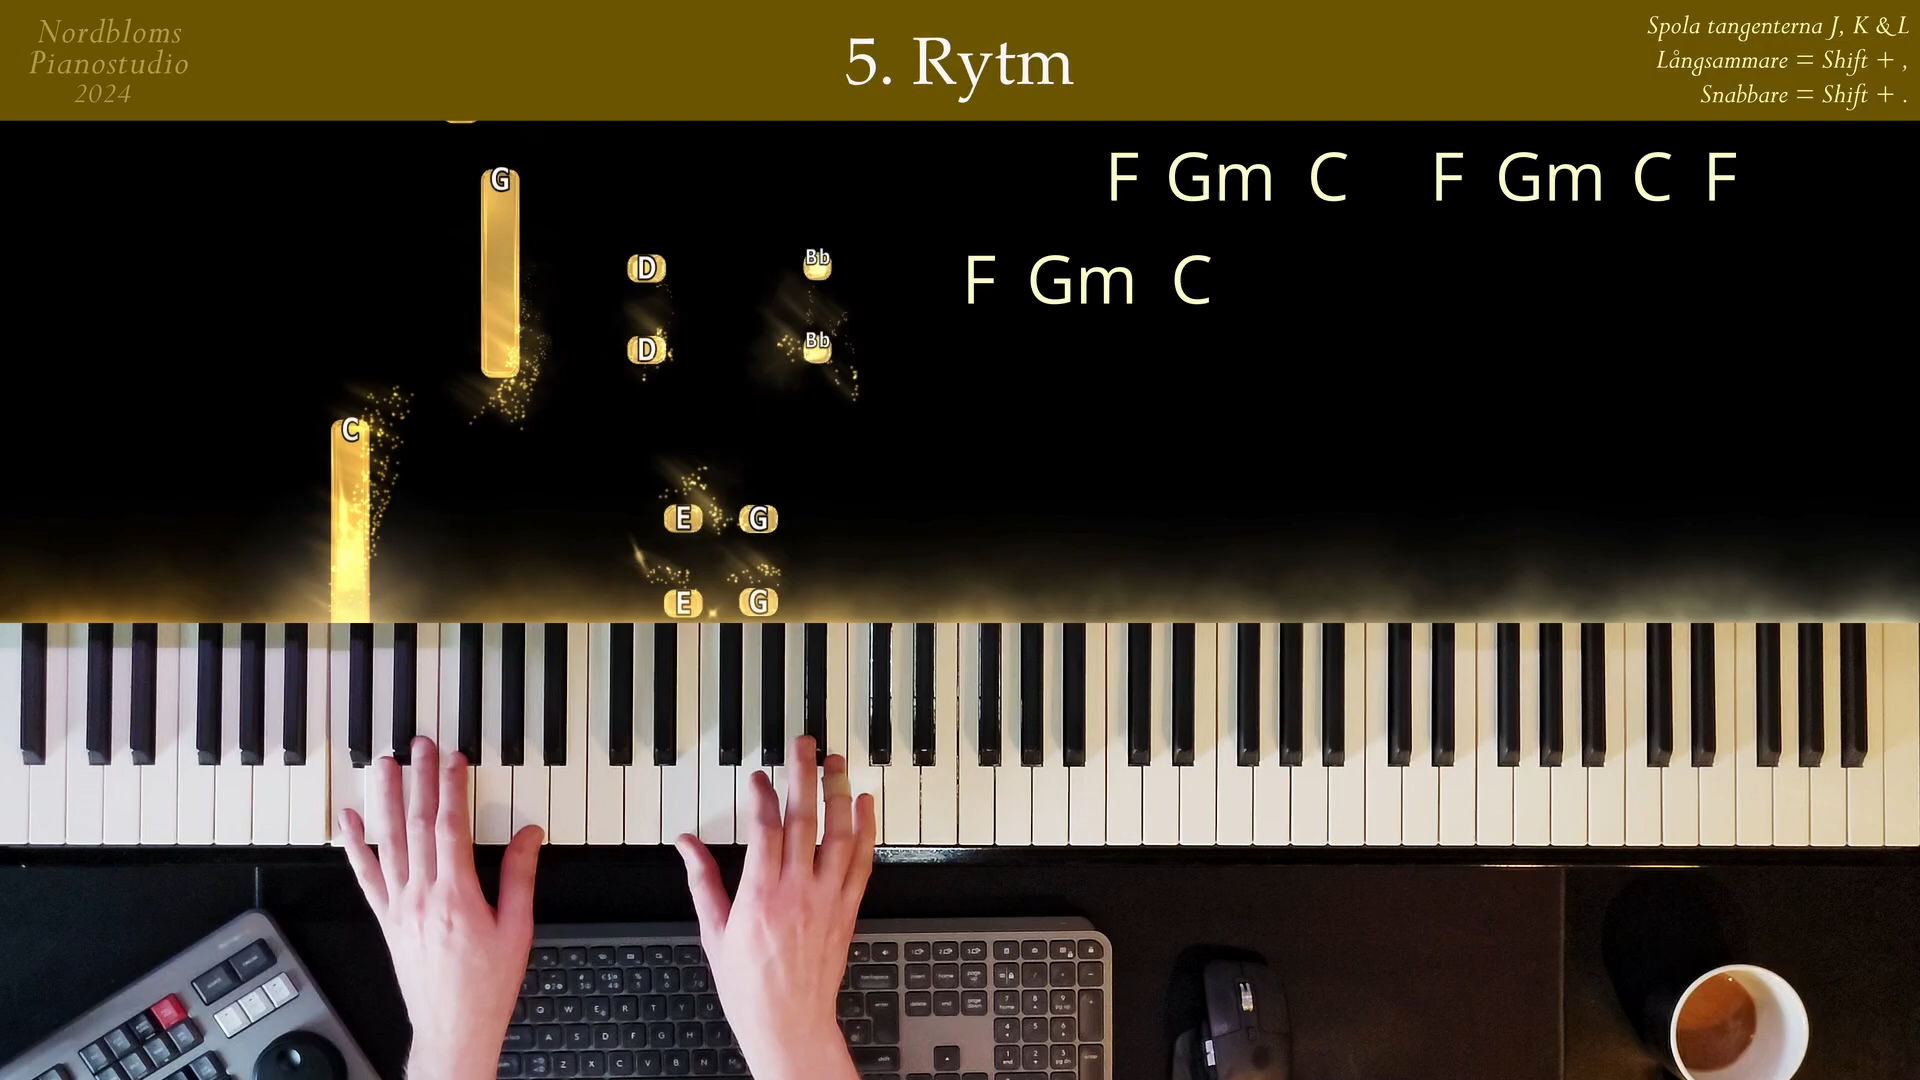 Nordbloms
Pianostudio
2024
5. Rytm
Spola tangenterna J, K & L
Långsammare = Shift + ,
Snabbare = Shift + .
F Gm C F Gm C F
F Gm C
G
D Bb
D Bb
C
E G
E G